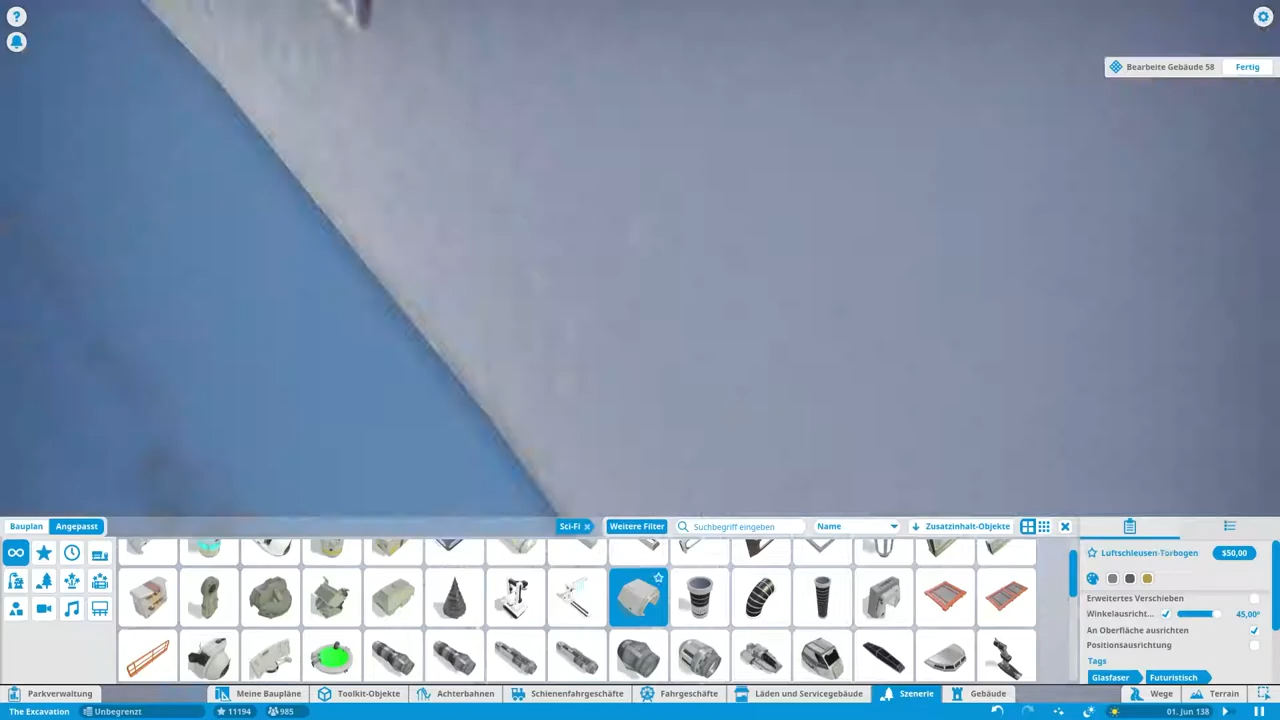 ?
Bearbeite Gebäude 58
Fertig
Bauplan
Angepasst
Sci-Fi
Weitere Filter
Suchbegriff eingeben
Name
Zusatzinhalt-Objekte
Luftschleusen-Torbogen
$50,00
Erweitertes Verschieben
Winkelausricht...
45,00°
An Oberfläche ausrichten
Positionsausrichtung
Tags
Glasfaser
Futuristisch
Parkverwaltung
Meine Baupläne
Toolkit-Objekte
Achterbahnen
Schienenfahrgeschäfte
Fahrgeschäfte
Läden und Servicegebäude
Szenerie
Gebäude
Wege
Terrain
The Excavation
Unbegrenzt
11194
985
01. Jun 138